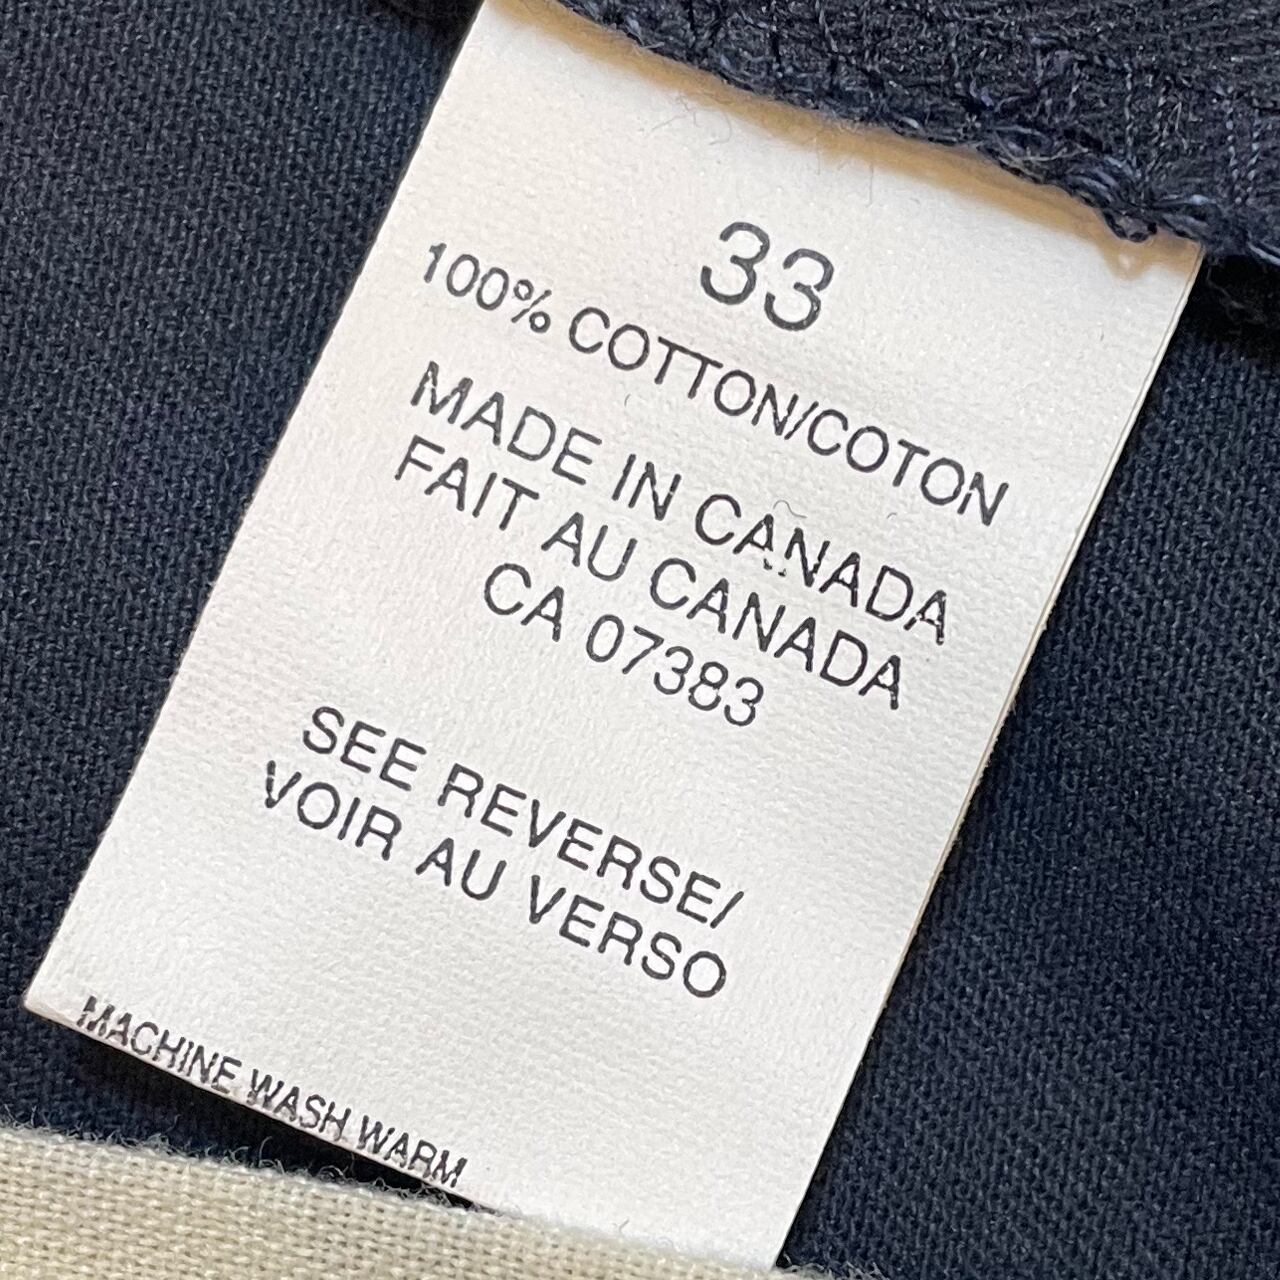 33
100% COTTON/COTON
MADE IN CANADA
FAIT AU CANADA
CA 07383
SEE REVERSE/
VOIR AU VERSO
MACHINE WASH WARM